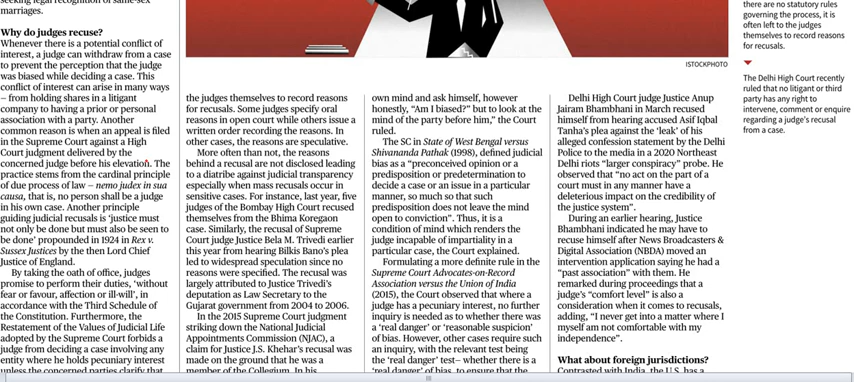 seeking legal recognition of same-sex
marriages.
Why do judges recuse?
Whenever there is a potential conflict of
interest, a judge can withdraw from a case
to prevent the perception that the judge
was biased while deciding a case. This
conflict of interest can arise in many ways
— from holding shares in a litigant
company to having a prior or personal
association with a party. Another
common reason is when an appeal is filed
in the Supreme Court against a High
Court judgment delivered by the
concerned judge before his elevation. The
practice stems from the cardinal principle
of due process of law — nemo judex in sua
causa, that is, no person shall be a judge
in his own case. Another principle
guiding judicial recusals is ‘justice must
not only be done but must also be seen to
be done’ propounded in 1924 in Rex v.
Sussex Justices by the then Lord Chief
Justice of England.
By taking the oath of office, judges
promise to perform their duties, ‘without
fear or favour, affection or ill-will’, in
accordance with the Third Schedule of
the Constitution. Furthermore, the
Restatement of the Values of Judicial Life
adopted by the Supreme Court forbids a
judge from deciding a case involving any
entity where he holds pecuniary interest
unless the concerned parties clarify that
the judges themselves to record reasons
for recusals. Some judges specify oral
reasons in open court while others issue a
written order recording the reasons. In
other cases, the reasons are speculative.
More often than not, the reasons
behind a recusal are not disclosed leading
to a diatribe against judicial transparency
especially when mass recusals occur in
sensitive cases. For instance, last year, five
judges of the Bombay High Court recused
themselves from the Bhima Koregaon
case. Similarly, the recusal of Supreme
Court judge Justice Bela M. Trivedi earlier
this year from hearing Bilkis Bano’s plea
led to widespread speculation since no
reasons were specified. The recusal was
largely attributed to Justice Trivedi’s
deputation as Law Secretary to the
Gujarat government from 2004 to 2006.
In the 2015 Supreme Court judgment
striking down the National Judicial
Appointments Commission (NJAC), a
claim for Justice J.S. Khehar’s recusal was
made on the ground that he was a
member of the Collegium. In his
own mind and ask himself, however
honestly, “Am I biased?” but to look at the
mind of the party before him,” the Court
ruled.
The SC in State of West Bengal versus
Shivananda Pathak (1998), defined judicial
bias as a “preconceived opinion or a
predisposition or predetermination to
decide a case or an issue in a particular
manner, so much so that such
predisposition does not leave the mind
open to conviction”. Thus, it is a
condition of mind which renders the
judge incapable of impartiality in a
particular case, the Court explained.
Formulating a more definite rule in the
Supreme Court Advocates-on-Record
Association versus the Union of India
(2015), the Court observed that where a
judge has a pecuniary interest, no further
inquiry is needed as to whether there was
a ‘real danger’ or ‘reasonable suspicion’
of bias. However, other cases require such
an inquiry, with the relevant test being
the ‘real danger’ test— whether there is a
‘real danger’ of bias, to ensure that the
Delhi High Court judge Justice Anup
Jairam Bhambhani in March recused
himself from hearing accused Asif Iqbal
Tanha’s plea against the ‘leak’ of his
alleged confession statement by the Delhi
Police to the media in a 2020 Northeast
Delhi riots “larger conspiracy” probe. He
observed that “no act on the part of a
court must in any manner have a
deleterious impact on the credibility of
the justice system”.
During an earlier hearing, Justice
Bhambhani indicated he may have to
recuse himself after News Broadcasters &
Digital Association (NBDA) moved an
intervention application saying he had a
“past association” with them. He
remarked during proceedings that a
judge’s “comfort level” is also a
consideration when it comes to recusals,
adding, “I never get into a matter where I
myself am not comfortable with my
independence”.
What about foreign jurisdictions?
Contrasted with India, the U.S. has a
ISTOCKPHOTO
there are no statutory rules
governing the process, it is
often left to the judges
themselves to record reasons
for recusals.
The Delhi High Court recently
ruled that no litigant or third
party has any right to
intervene, comment or enquire
regarding a judge’s recusal
from a case.